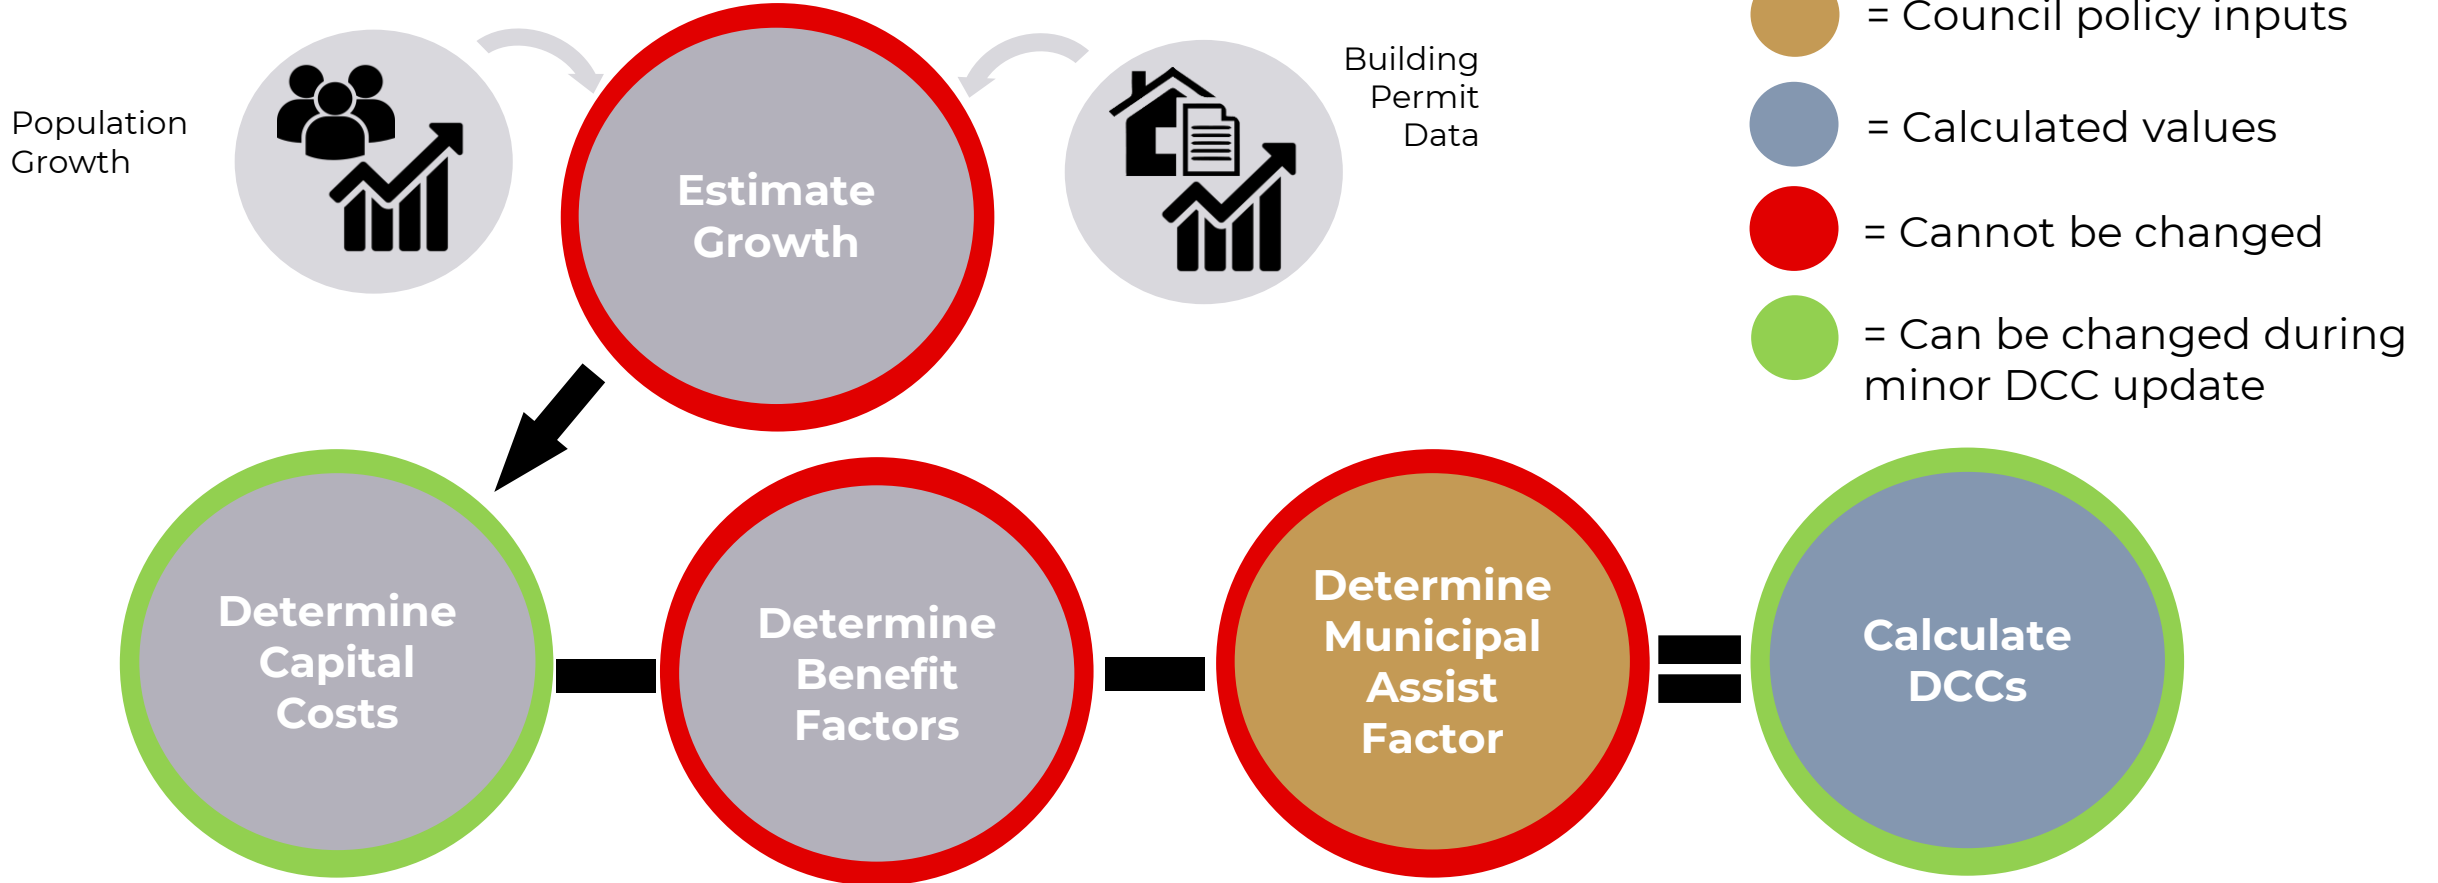 Population
Growth
Estimate
Growth
Building
Permit
Data
= Council policy inputs
= Calculated values
= Cannot be changed
= Can be changed during
minor DCC update
Determine
Capital
Costs
Determine
Benefit
Factors
Determine
Municipal
Assist
Factor
Calculate
DCCs